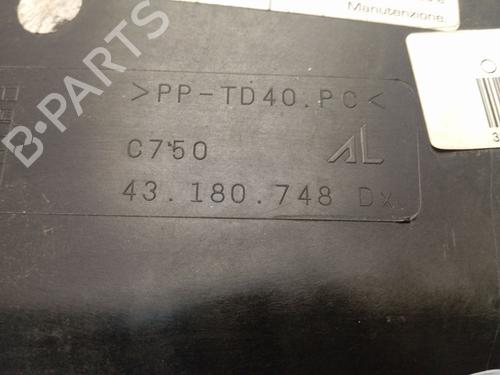 Manutenzione.
B-PARTS
>PP-TD40.PC<
C750 AL
43.180.748 Dx